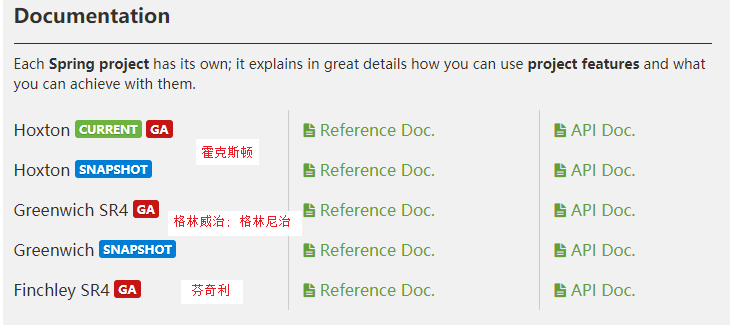 Documentation
Each Spring project has its own; it explains in great details how you can use project features and what
you can achieve with them.
Hoxton CURRENT GA Reference Doc. API Doc.
霍克斯顿
Hoxton SNAPSHOT Reference Doc. API Doc.
Greenwich SR4 GA Reference Doc. API Doc.
格林威治；格林尼治
Greenwich SNAPSHOT Reference Doc. API Doc.
Finchley SR4 GA 芬奇利 Reference Doc. API Doc.